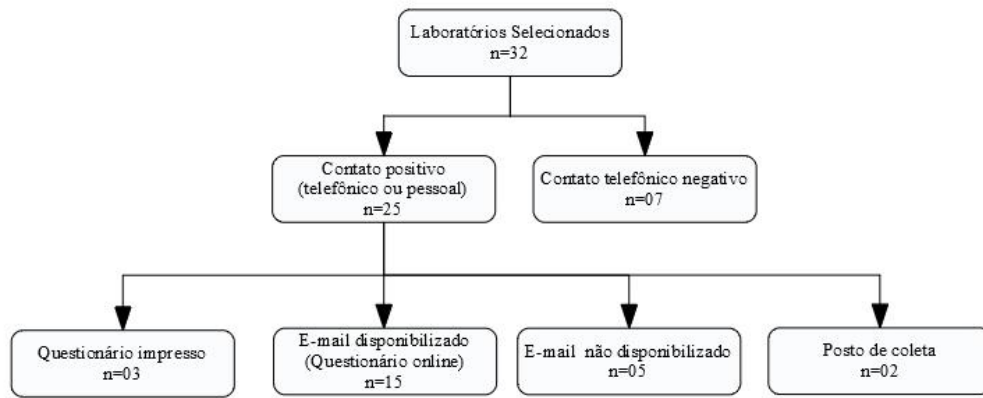 Laboratórios Selecionados
n=32
Contato positivo
(telefônico ou pessoal)
n=25
Contato telefônico negativo
n=07
Questionário impresso
n=03
E-mail disponibilizado
(Questionário online)
n=15
E-mail não disponibilizado
n=05
Posto de coleta
n=02